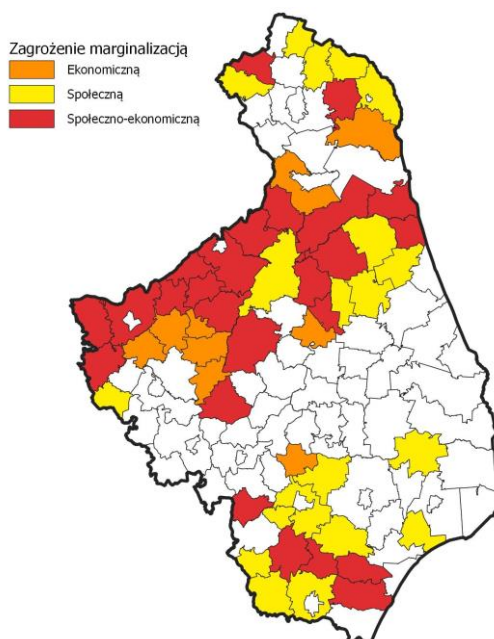 Zagrożenie marginalizacją
Ekonomiczną
Społeczną
Społeczno-ekonomiczną